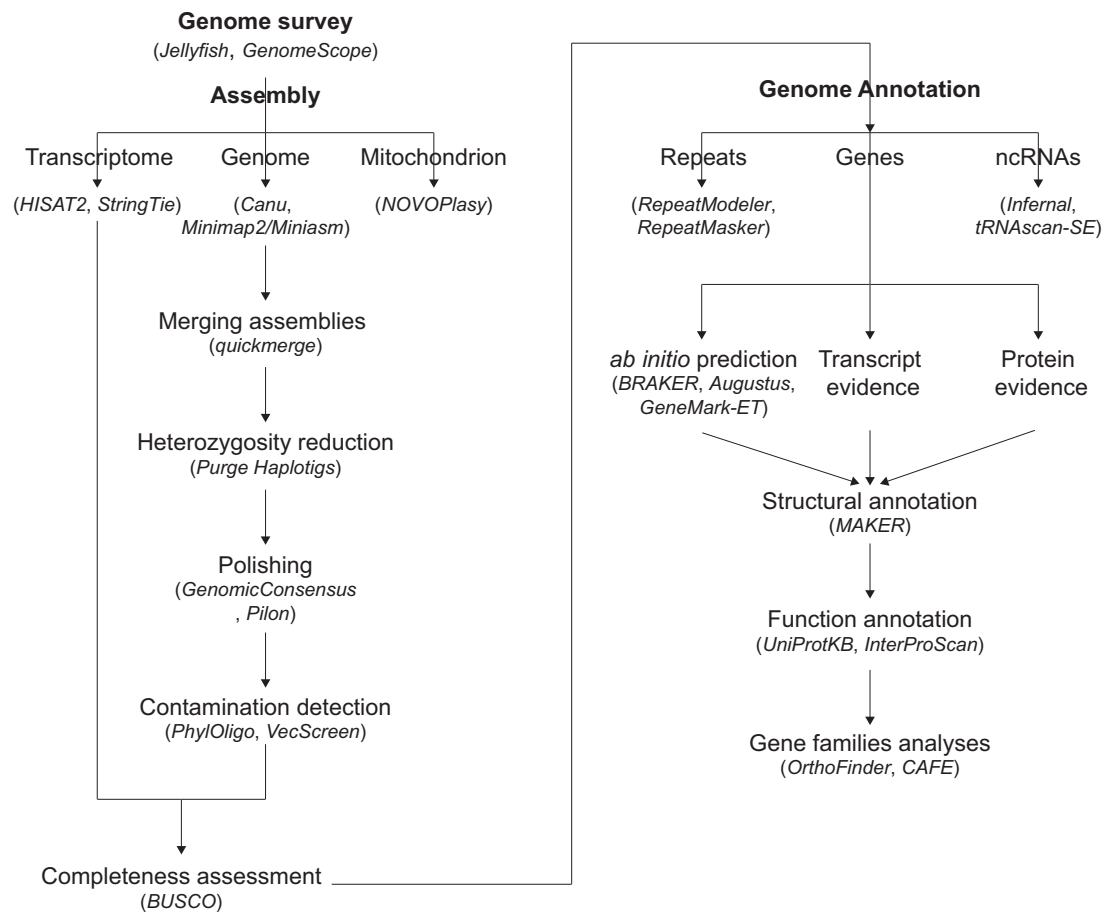 Genome survey
(Jellyfish, GenomeScope)
Assembly
Transcriptome
Genome
Mitochondrion
(HISAT2, StringTie)
(Canu,
Minimap2/Miniasm)
(NOVOPlasy)
Merging assemblies
(quickmerge)
Heterozygosity reduction
(Purge Haplotigs)
Polishing
(GenomicConsensus
, Pilon)
Contamination detection
(PhylOligo, VecScreen)
Completeness assessment
(BUSCO)
Genome Annotation
Repeats
Genes
ncRNAs
(RepeatModeler,
RepeatMasker)
(Infernal,
tRNAscan-SE)
ab initio prediction
(BRAKER, Augustus,
GeneMark-ET)
Transcript
evidence
Protein
evidence
Structural annotation
(MAKER)
Function annotation
(UniProtKB, InterProScan)
Gene families analyses
(OrthoFinder, CAFE)